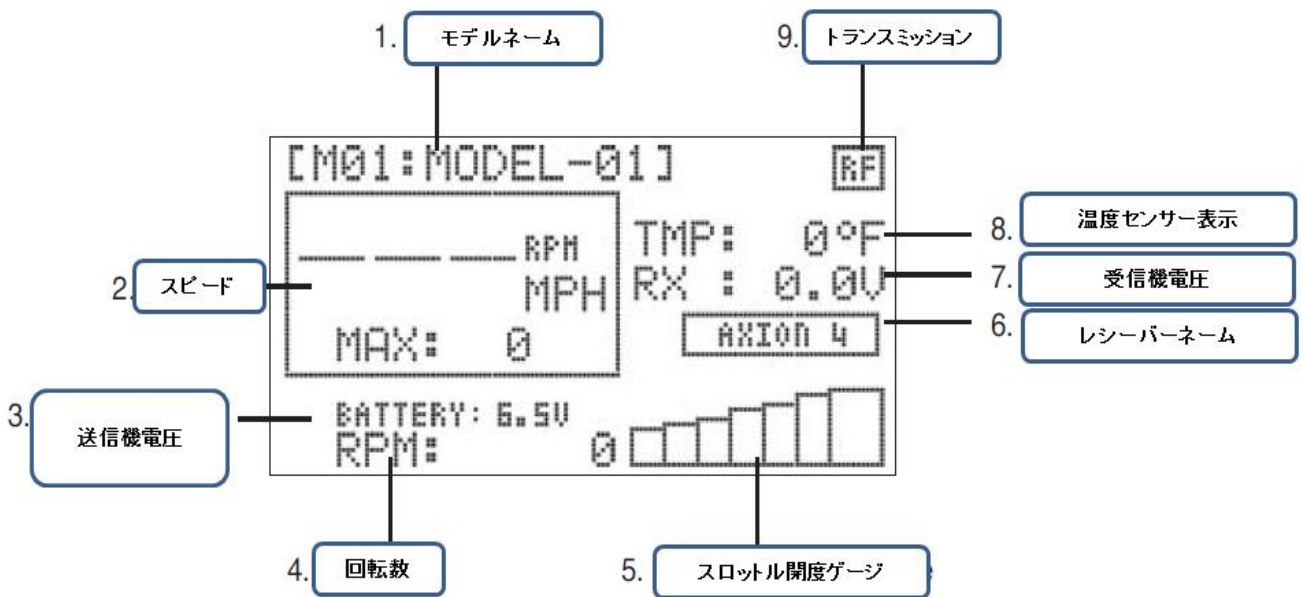 1. モデルネーム
9. トランスミッション
[M01:MODEL-01]
RF
RPM
MPH
MAX: 0
TMP: 0°F
RX : 0.0V
AXION 4
BATTERY: 6.5V
RPM: 0
2. スピード
3. 送信機電圧
4. 回転数
5. スロットル開度ゲージ
6. レシーバーネーム
7. 受信機電圧
8. 温度センサー表示